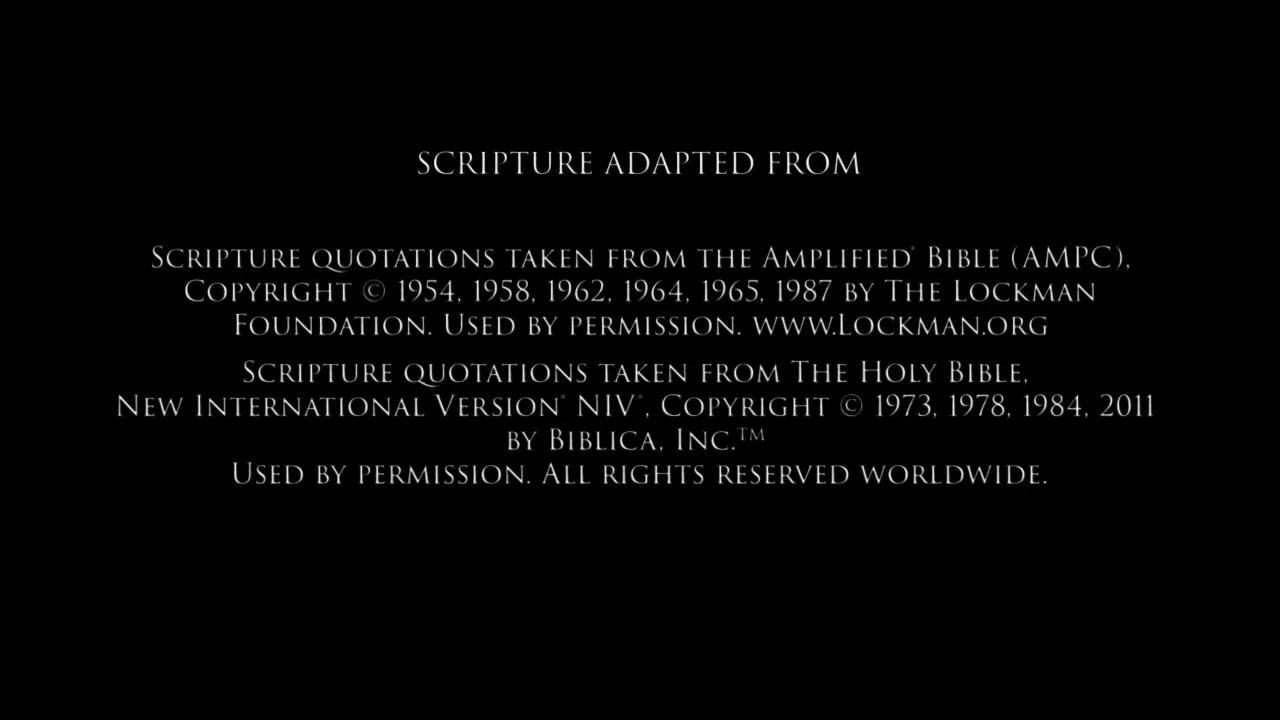 SCRIPTURE ADAPTED FROM
SCRIPTURE QUOTATIONS TAKEN FROM THE AMPLIFIED® BIBLE (AMPC),
COPYRIGHT © 1954, 1958, 1962, 1964, 1965, 1987 BY THE LOCKMAN
FOUNDATION. USED BY PERMISSION. WWW.LOCKMAN.ORG
SCRIPTURE QUOTATIONS TAKEN FROM THE HOLY BIBLE,
NEW INTERNATIONAL VERSION® NIV®, COPYRIGHT © 1973, 1978, 1984, 2011
BY BIBLICA, INC.™
USED BY PERMISSION. ALL RIGHTS RESERVED WORLDWIDE.